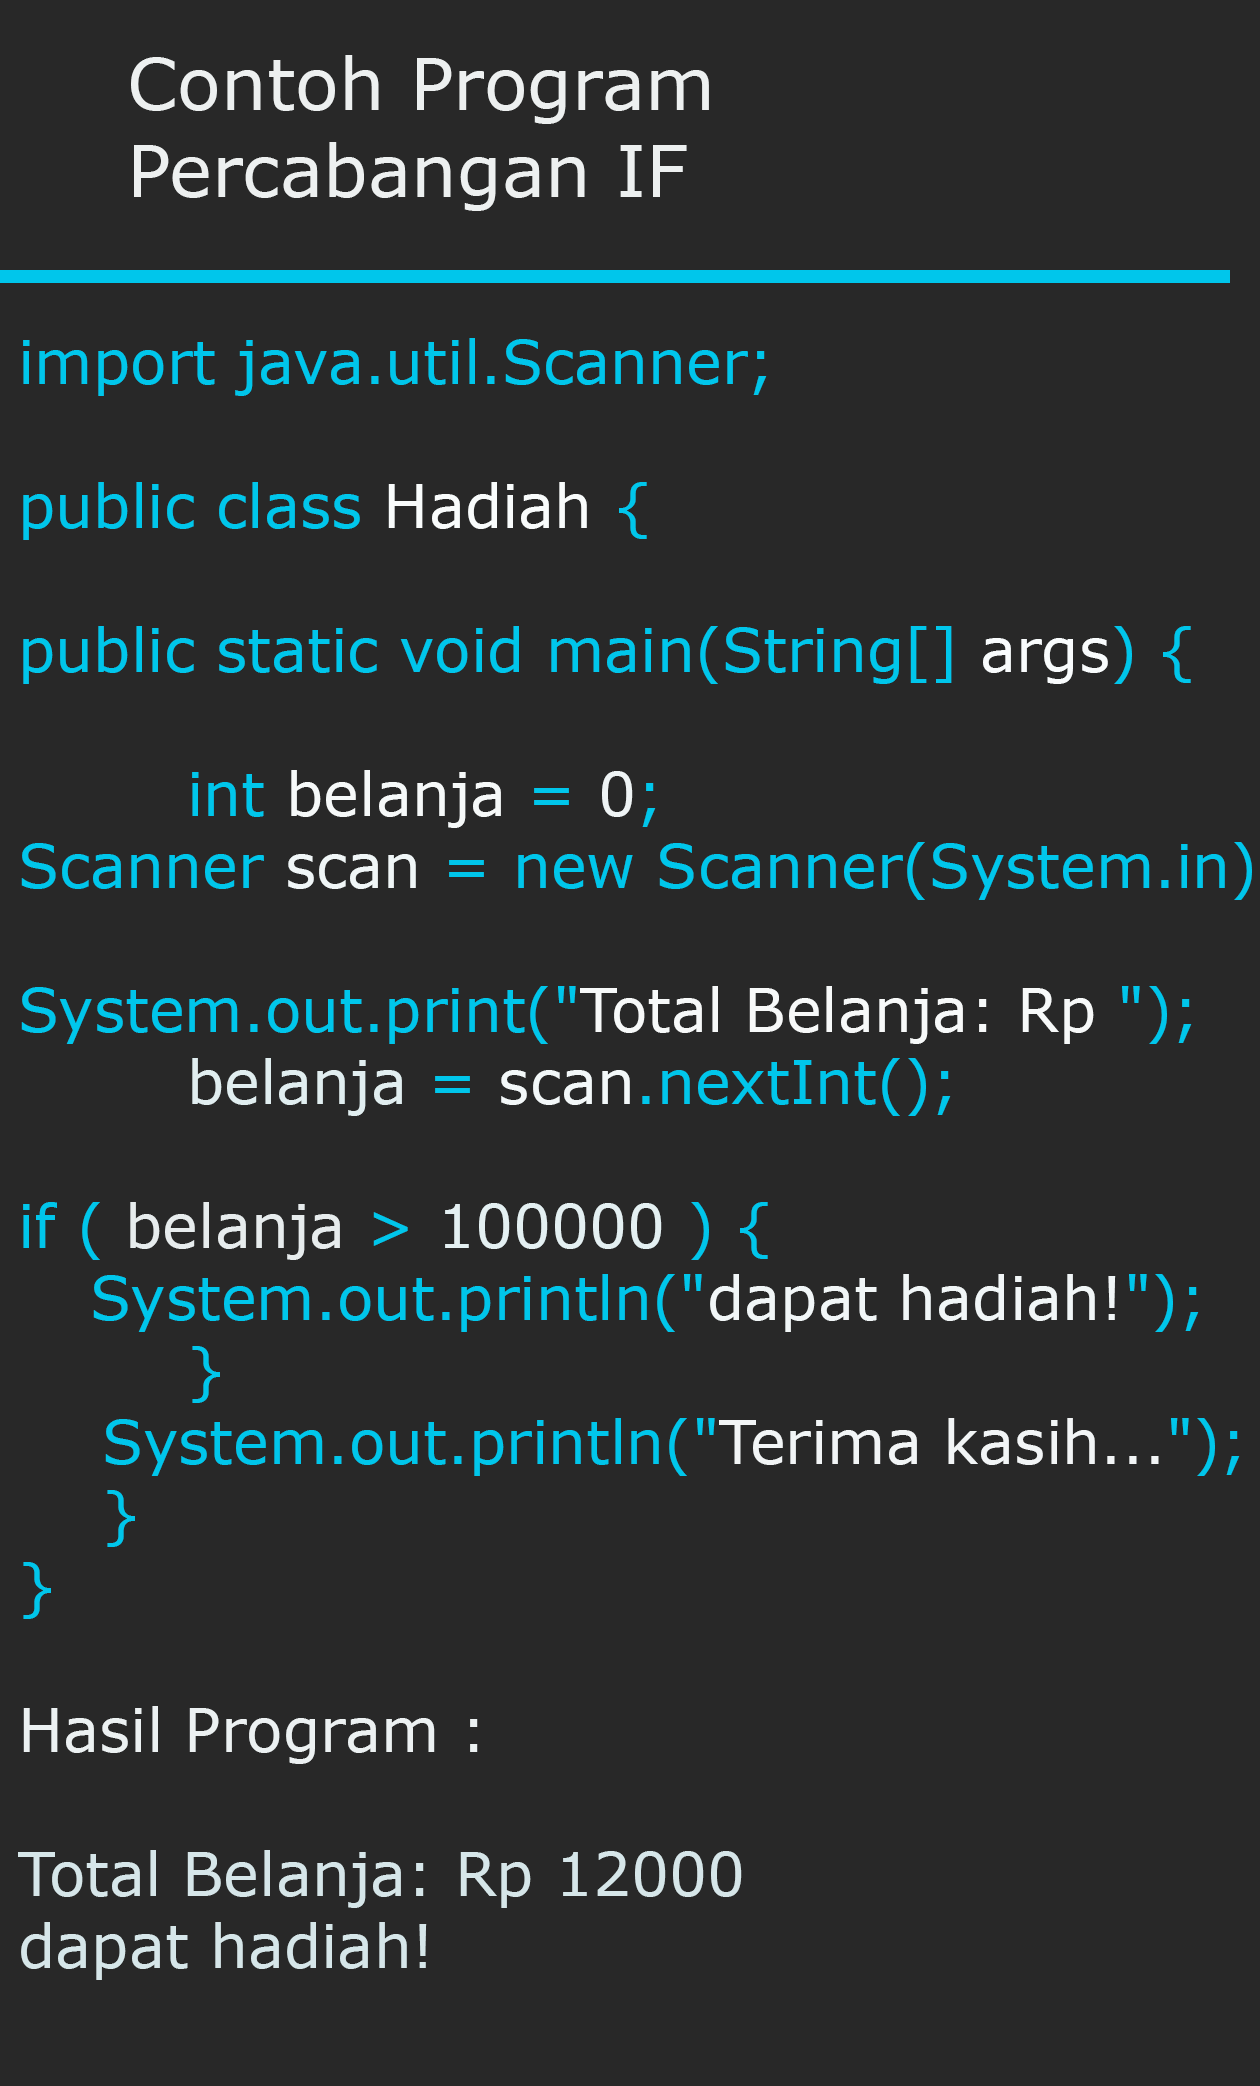 Contoh Program
Percabangan IF
import java.util.Scanner;
public class Hadiah {
public static void main(String[] args) {
int belanja = 0;
Scanner scan = new Scanner(System.in)
System.out.print("Total Belanja: Rp ");
belanja = scan.nextInt();
if ( belanja > 100000 ) {
System.out.println("dapat hadiah!");
}
System.out.println("Terima kasih...");
}
}
Hasil Program :
Total Belanja: Rp 12000
dapat hadiah!